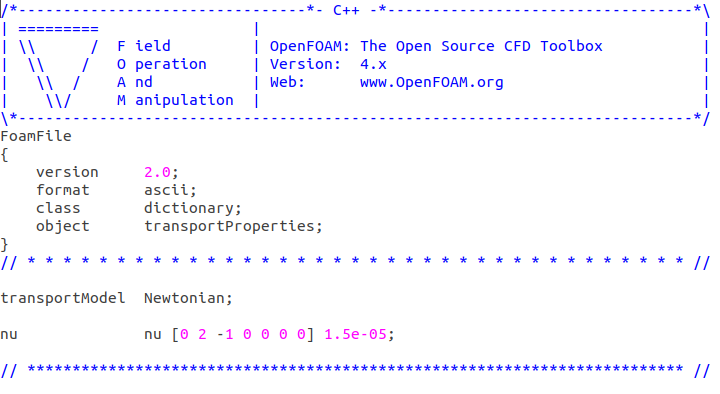 /*--------------------------------*- C++ -*----------------------------------*\
| =========                 |                                                 |
| \\      /  F ield         | OpenFOAM: The Open Source CFD Toolbox           |
|  \\    /   O peration     | Version:  4.x                                   |
|   \\  /    A nd           | Web:      www.OpenFOAM.org                      |
|    \\/     M anipulation  |                                                 |
\*---------------------------------------------------------------------------*/
FoamFile
{
    version     2.0;
    format      ascii;
    class       dictionary;
    object      transportProperties;
}
// * * * * * * * * * * * * * * * * * * * * * * * * * * * * * * * * * * * * * //

transportModel  Newtonian;

nu              nu [0 2 -1 0 0 0 0] 1.5e-05;

// ************************************************************************* //